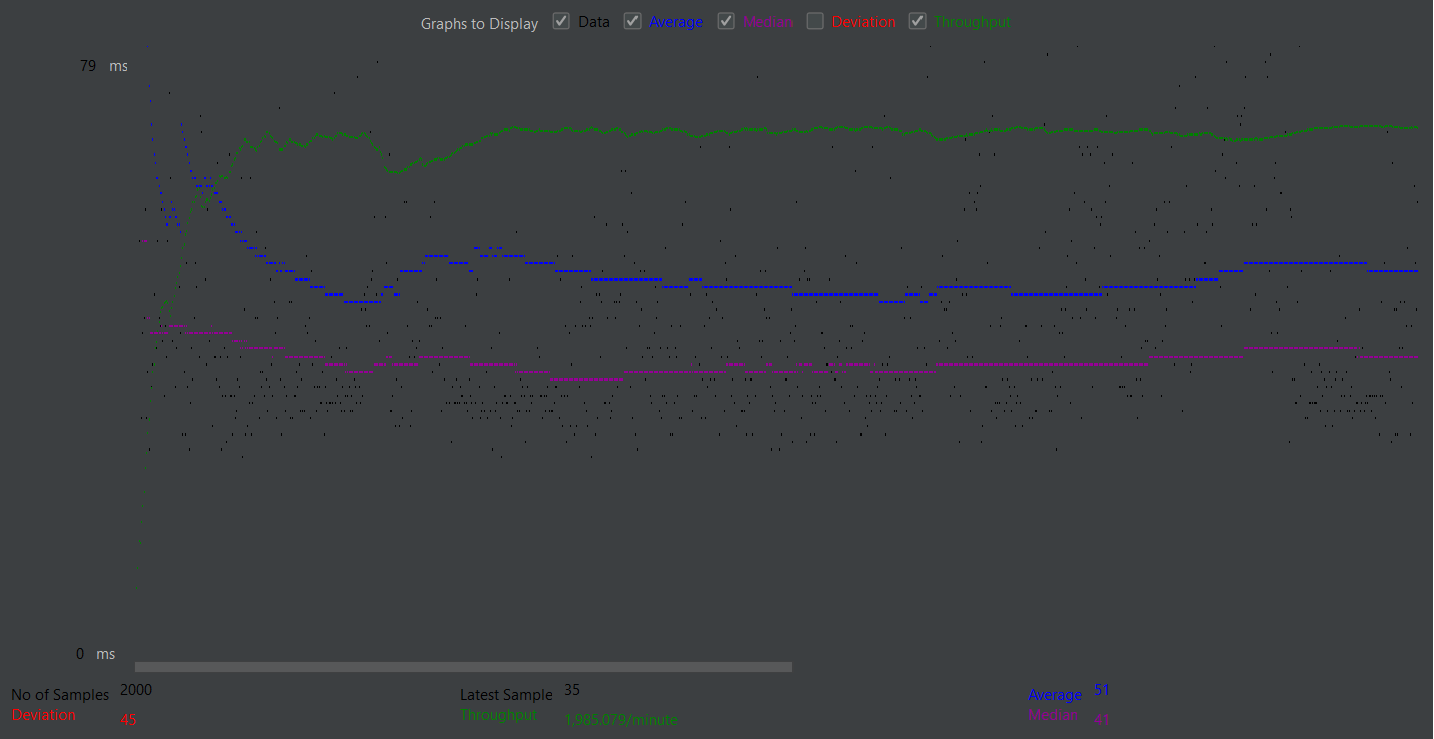 Graphs to Display Data Average Median Deviation Throughput
79 ms
0 ms
No of Samples 2000 Latest Sample 35 Average 51
Deviation 45 Throughput 1,985.079/minute Median